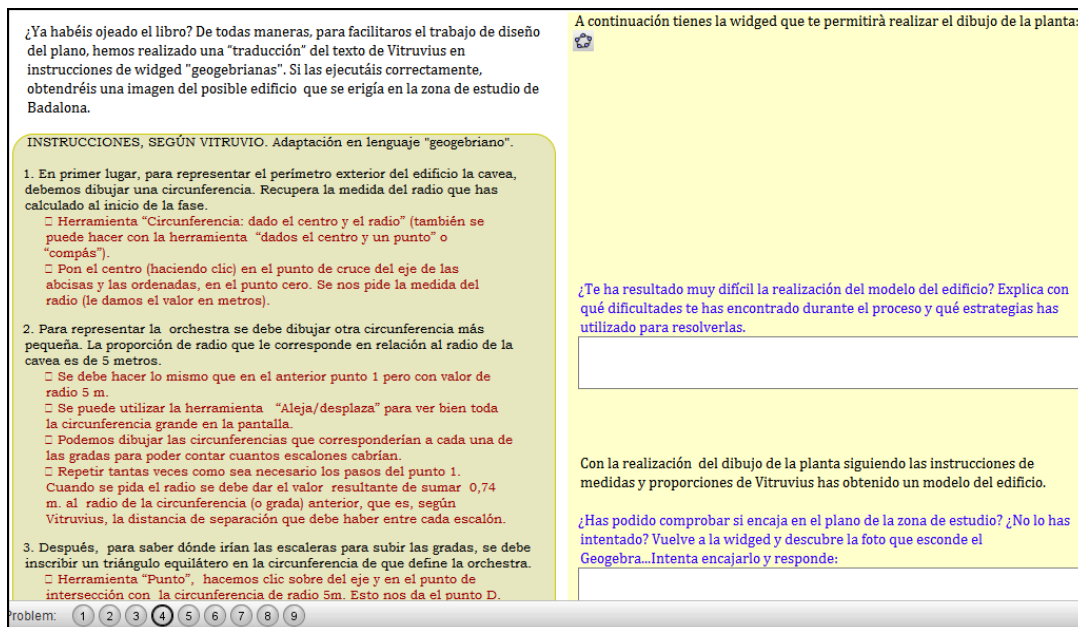 ¿Ya habéis ojeado el libro? De todas maneras, para facilitaros el trabajo de diseño
del plano, hemos realizado una “traducción” del texto de Vitruvius en
instrucciones de widged "geogebrianas". Si las ejecutáis correctamente,
obtendréis una imagen del posible edificio que se erigía en la zona de estudio de
Badalona.
INSTRUCCIONES, SEGÚN VITRUVIO. Adaptación en lenguaje "geogebriano".
1. En primer lugar, para representar el perímetro exterior del edificio la cavea,
debemos dibujar una circunferencia. Recupera la medida del radio que has
calculado al inicio de la fase.
□ Herramienta “Circunferencia: dado el centro y el radio” (también se
puede hacer con la herramienta “dados el centro y un punto” o
“compás”).
□ Pon el centro (haciendo clic) en el punto de cruce del eje de las
abcisas y las ordenadas, en el punto cero. Se nos pide la medida del
radio (le damos el valor en metros).
2. Para representar la orchestra se debe dibujar otra circunferencia más
pequeña. La proporción de radio que le corresponde en relación al radio de la
cavea es de 5 metros.
□ Se debe hacer lo mismo que en el anterior punto 1 pero con valor de
radio 5 m.
□ Se puede utilizar la herramienta “Aleja/desplaza” para ver bien toda
la circunferencia grande en la pantalla.
□ Podemos dibujar las circunferencias que corresponderían a cada una de
las gradas para poder contar cuantos escalones cabrían.
□ Repetir tantas veces como sea necesario los pasos del punto 1.
Cuando se pida el radio se debe dar el valor resultante de sumar 0,74
m. al radio de la circunferencia (o grada) anterior, que es, según
Vitruvius, la distancia de separación que debe haber entre cada escalón.
3. Después, para saber dónde irían las escaleras para subir las gradas, se debe
inscribir un triángulo equilátero en la circunferencia de que define la orchestra.
□ Herramienta “Punto”, hacemos clic sobre del eje y en el punto de
intersección con la circunferencia de radio 5m. Esto nos da el punto D.
A continuación tienes la widged que te permitirà realizar el dibujo de la planta:
¿Te ha resultado muy difícil la realización del modelo del edificio? Explica con
qué dificultades te has encontrado durante el proceso y qué estrategias has
utilizado para resolverlas.
Con la realización del dibujo de la planta siguiendo las instrucciones de
medidas y proporciones de Vitruvius has obtenido un modelo del edificio.
¿Has podido comprobar si encaja en el plano de la zona de estudio? ¿No lo has
intentado? Vuelve a la widged y descubre la foto que esconde el
Geogebra...Intenta encajarlo y responde:
Problem: 1 2 3 4 5 6 7 8 9